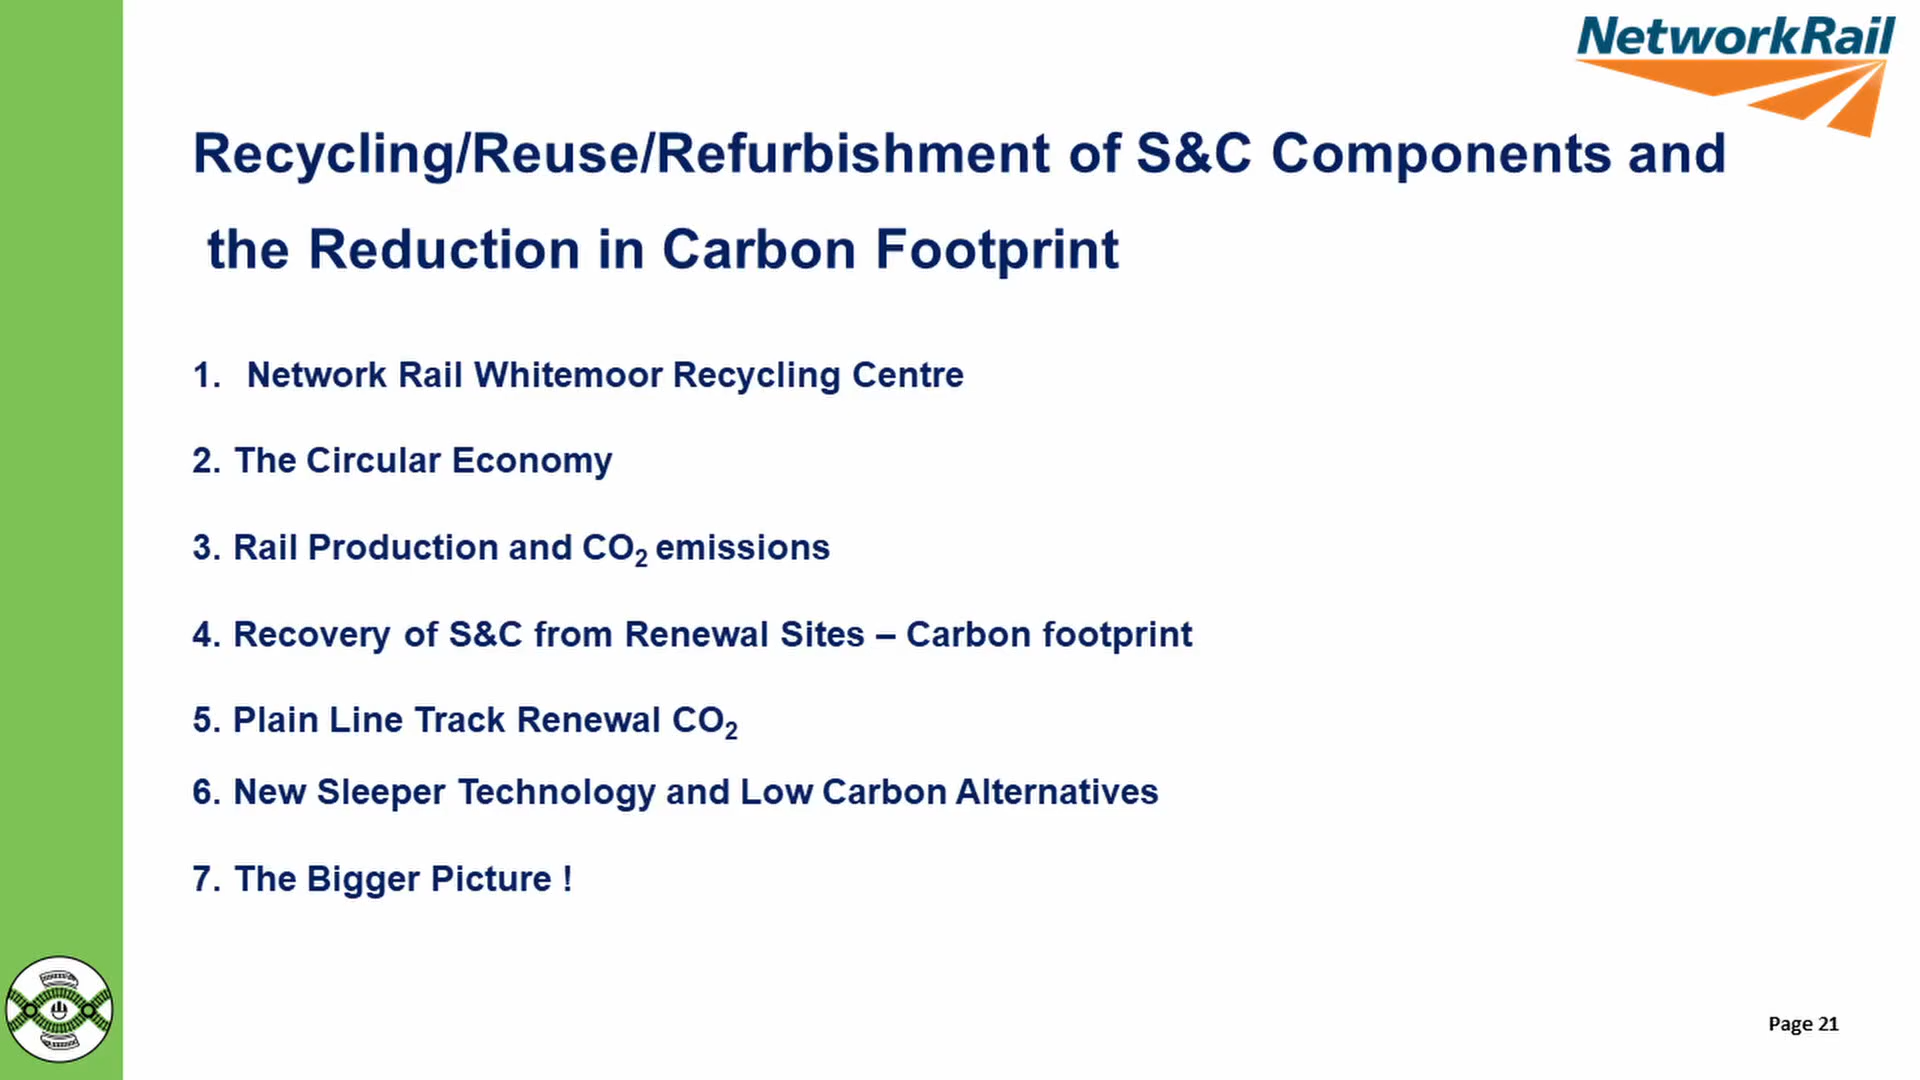 NetworkRail
Recycling/Reuse/Refurbishment of S&C Components and
the Reduction in Carbon Footprint
1. Network Rail Whitemoor Recycling Centre
2. The Circular Economy
3. Rail Production and CO₂ emissions
4. Recovery of S&C from Renewal Sites – Carbon footprint
5. Plain Line Track Renewal CO₂
6. New Sleeper Technology and Low Carbon Alternatives
7. The Bigger Picture !
Page 21